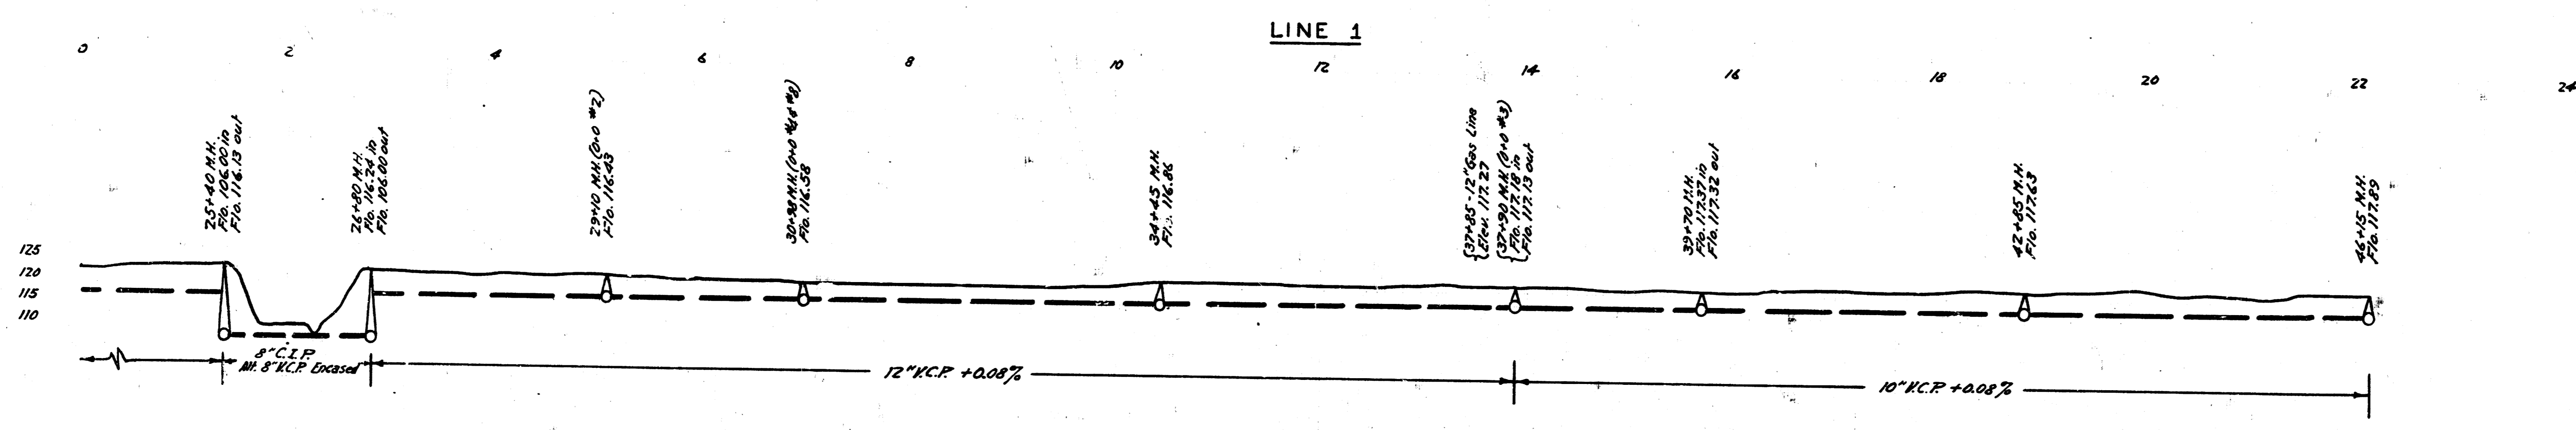 LINE 1
0 2 4 6 8 10 12 14 16 18 20 22 24
25+40 M.H.
Flo. 106.00 in
Flo. 116.13 out
26+80 M.H.
Flo. 116.24 in
Flo. 106.00 out
29+10 M.H. (0+0 #2)
Flo. 116.43
30+98 M.H. (0+0
Flo. 116.58
34+45 M.H.
Flo. 116.86
37+85 - 12" Gas Line
Elev. 117.27
37+90 M.H. (0+0 #3)
Flo. 117.18 in
Flo. 117.13 out
39+70 M.H.
Flo. 117.37 in
Flo. 117.32 out
42+85 M.H.
Flo. 117.63
46+15 M.H.
Flo. 117.89
125
120
115
110
8" C.I.P.
Alt. 8" V.C.P. Encased
12" V.C.P. +0.08%
10" V.C.P. +0.08%